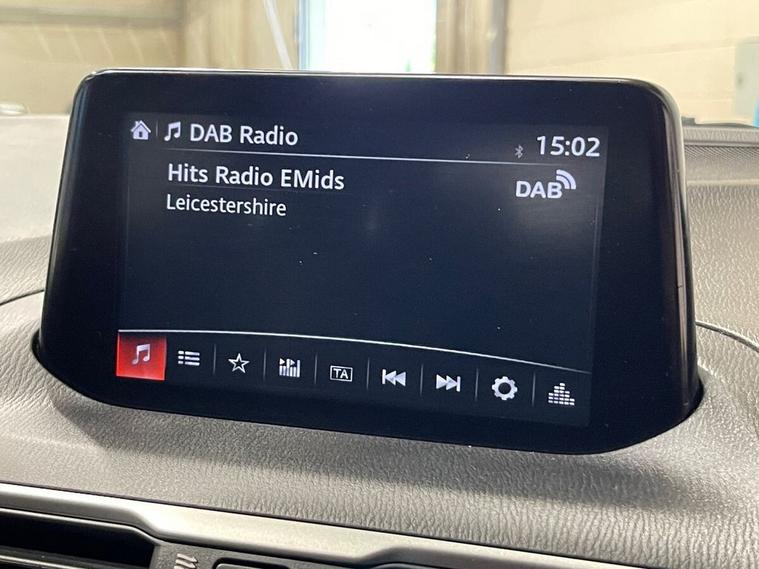 DAB Radio
15:02
Hits Radio EMids
DAB
Leicestershire
TA